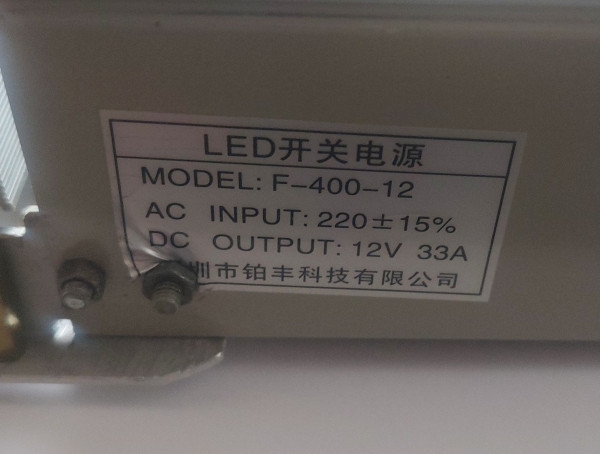 LED开关电源
MODEL: F-400-12
AC INPUT: 220±15%
DC OUTPUT: 12V 33A
圳市铂丰科技有限公司